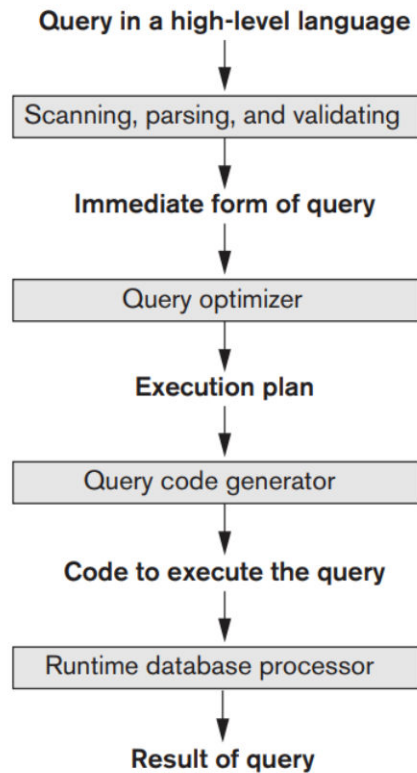 Query in a high-level language
Scanning, parsing, and validating
Immediate form of query
Query optimizer
Execution plan
Query code generator
Code to execute the query
Runtime database processor
Result of query